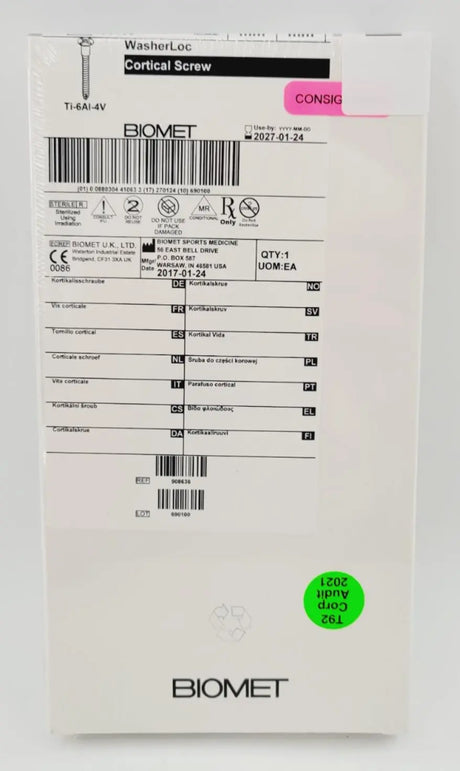 WasherLoc
Cortical Screw
Ti-6Al-4V
CONSIG
BIOMET
Use-by: YYYY-MM-DD
2027-01-24
(17) 270124 (10) 690100
STERILE R
Sterilized
Using
Irradiation
CONSULT
IFU
2
DO NOT
REUSE
DO NOT USE
IF PACK
DAMAGED
MR
CONDITIONAL
Rx
Only
EC REP BIOMET U.K., LTD.
Waterton Industrial Estate
Bridgend, CF31 3XA UK
CE
0086
BIOMET SPORTS MEDICINE
56 EAST BELL DRIVE
P.O. BOX 587
WARSAW, IN 46581 USA
Mfgr
Date 2017-01-24
QTY:1
UOM:EA
Kortikalisschraube DE
Kortikalskrue NO
Vis corticale FR
Kortikalskruv SV
Tornillo cortical ES
Kortikal Vida TR
Corticale schroef NL
Śruba do części korowej PL
Vite corticale IT
Parafuso cortical PT
Kortikální šroub CS
Βίδα φλοιώδους EL
Cortikalskrue DA
Kortikaaliruuvi FI
REF 908636
LOT 690100
T92
Corp
Audit
2021
BIOMET